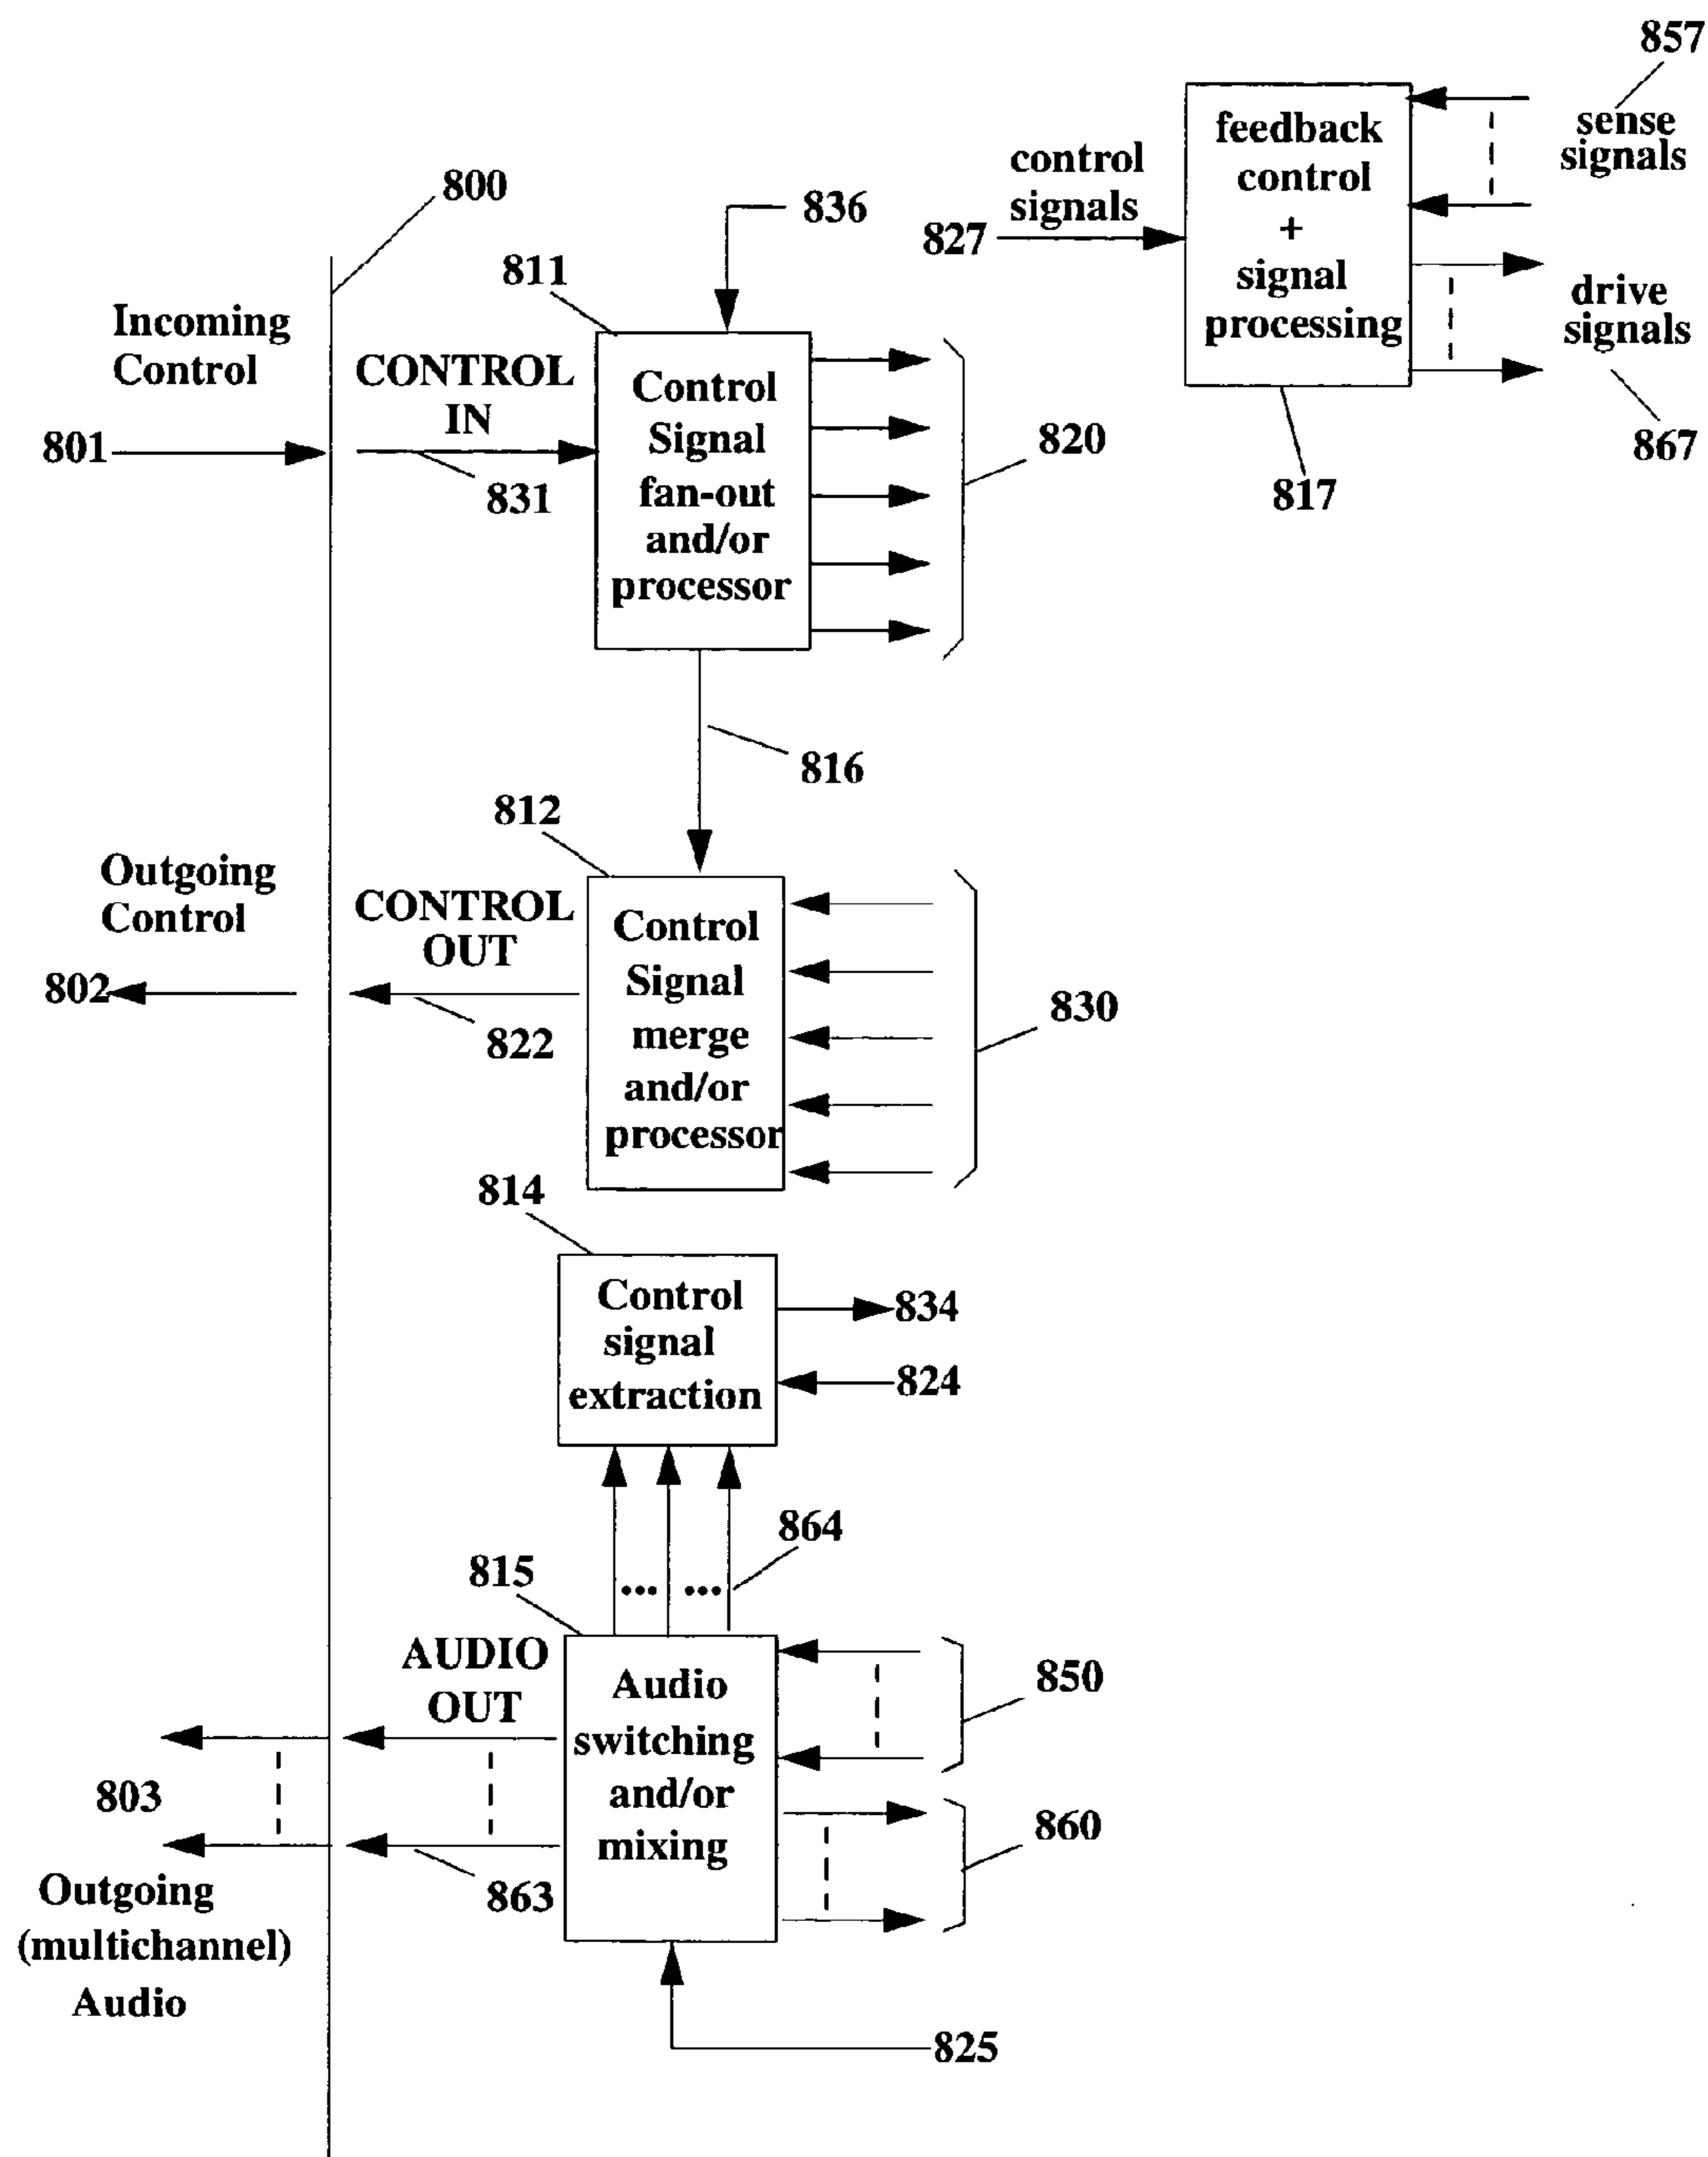 857
sense
signals
feedback
control
+
signal
processing
control
signals
827
drive
signals
867
817
800
836
811
Incoming
Control
CONTROL
IN
801
831
Control
Signal
fan-out
and/or
processor
820
816
812
Outgoing
Control
CONTROL
OUT
802
822
Control
Signal
merge
and/or
processor
830
814
Control
signal
extraction
834
824
864
815
AUDIO
OUT
Audio
switching
and/or
mixing
850
860
803
863
Outgoing
(multichannel)
Audio
825